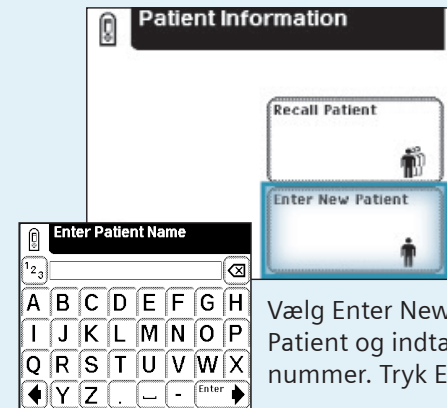 Patient Information
Recall Patient
Enter New Patient
Enter Patient Name
123
A B C D E F G H
I J K L M N O P
Q R S T U V W X
Y Z . - Enter
Vælg Enter New
Patient og indta
nummer. Tryk E